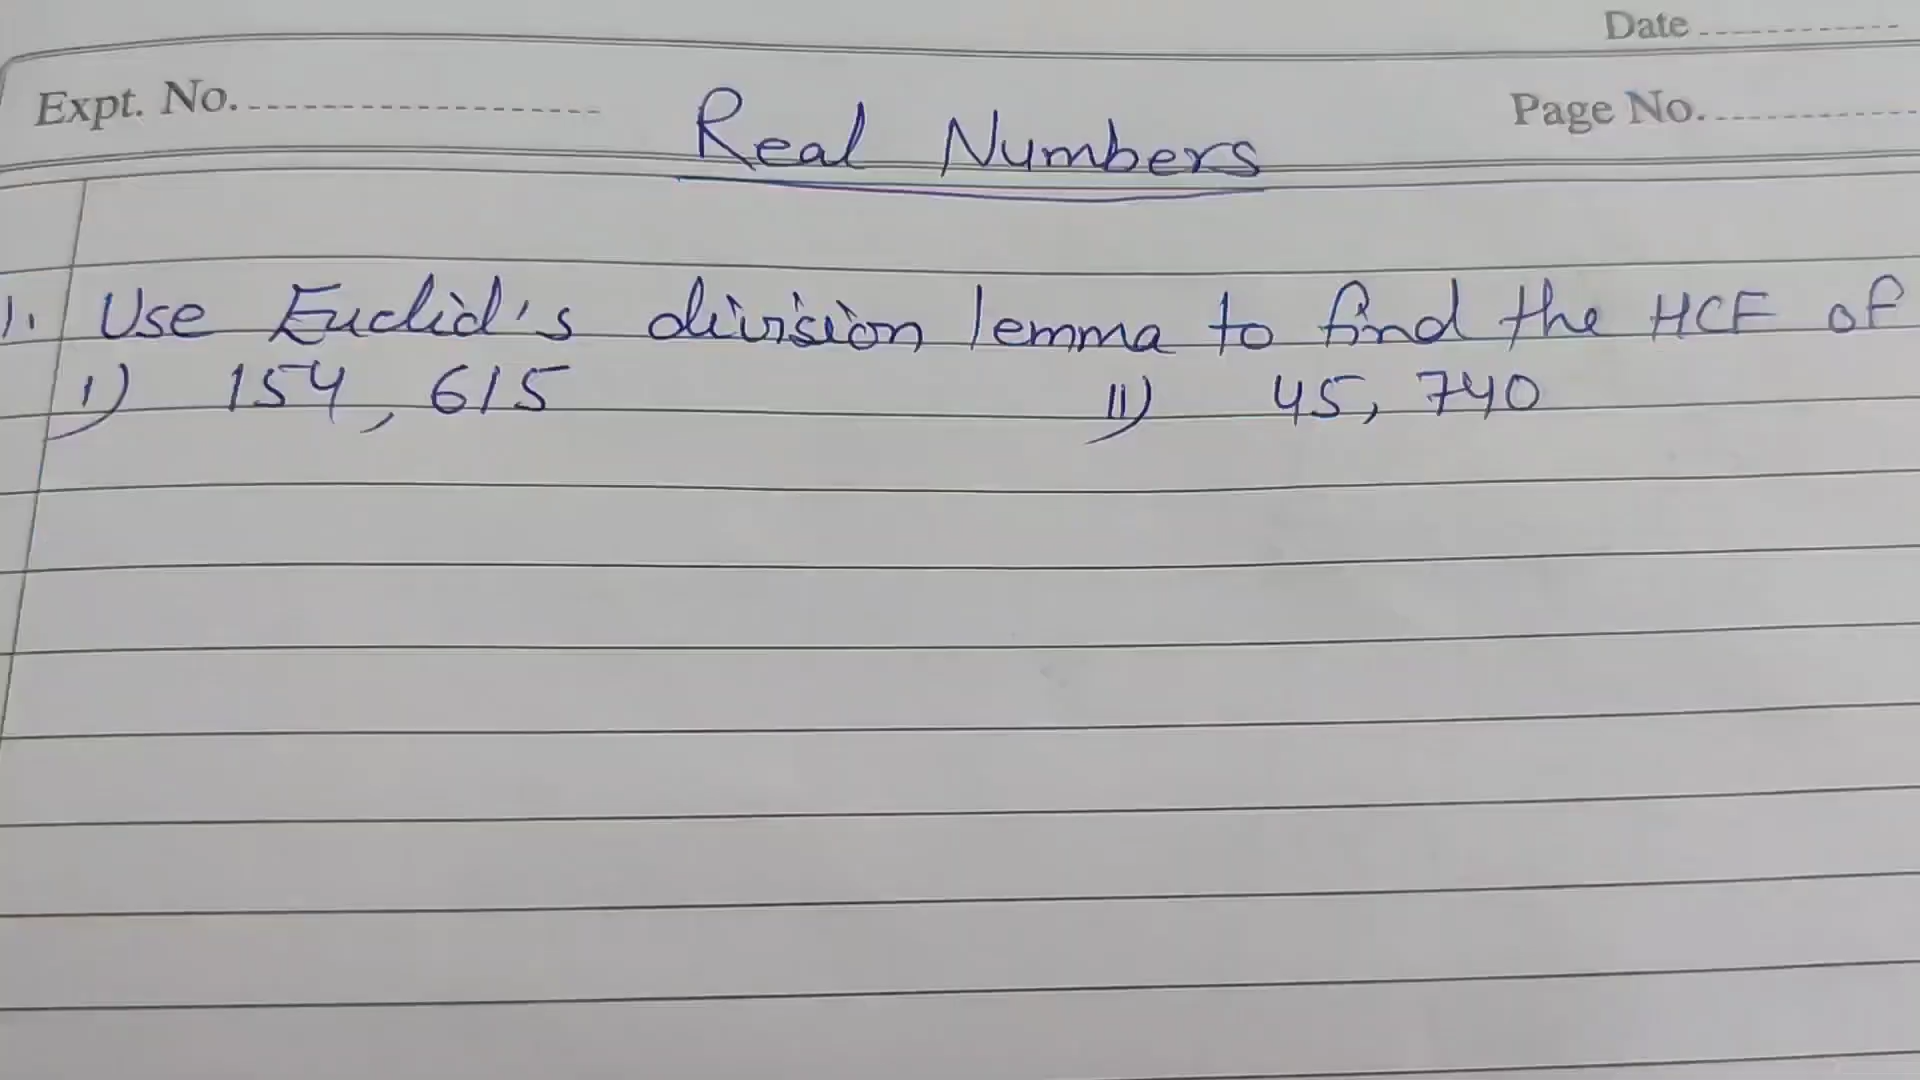 Date
Expt. No.
Real Numbers
Page No.
1. Use Euclid's division lemma to find the HCF of
i) 154, 615
ii) 45, 740